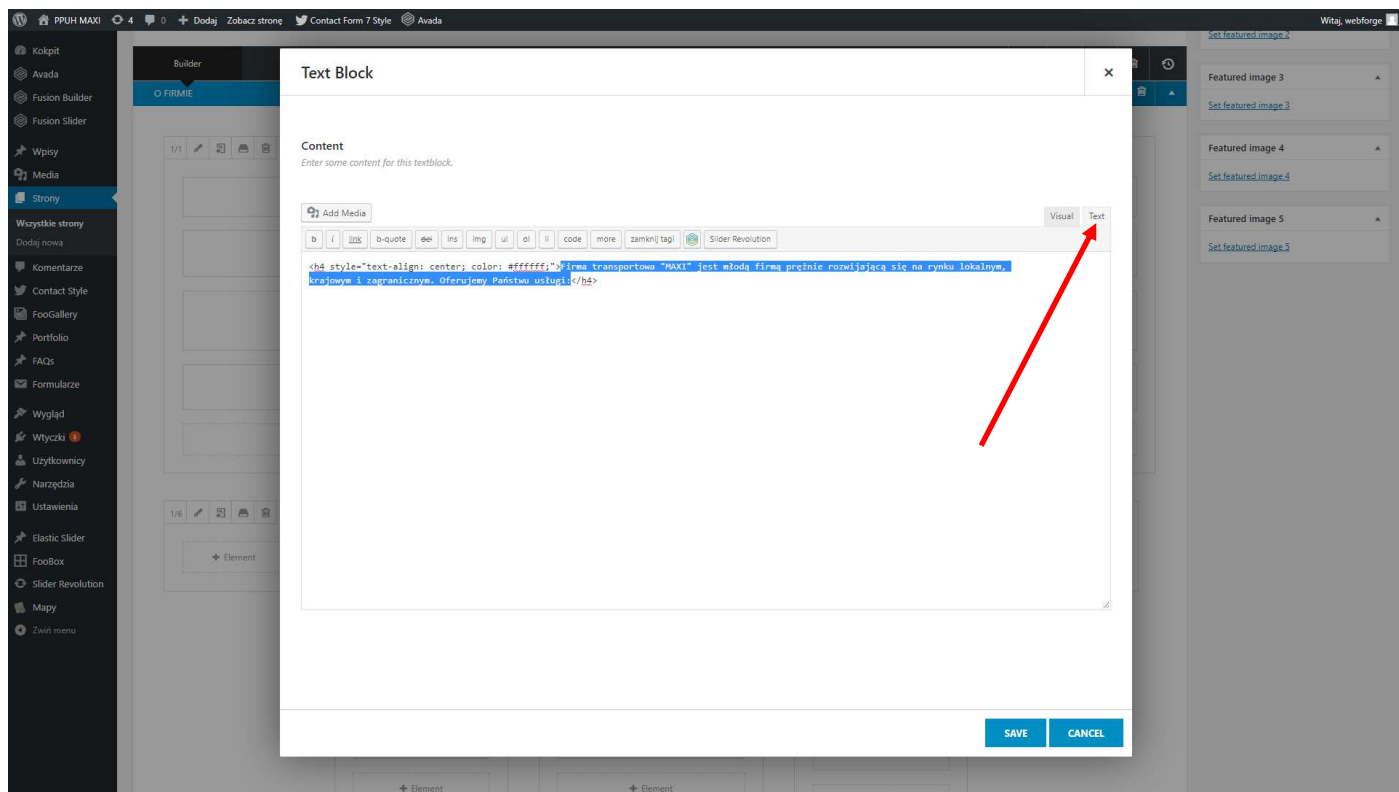 PPUH MAXI 4 0 Dodaj Zobacz stronę Contact Form 7 Style Avada Witaj, webforge
Kokpit
Avada
Fusion Builder
Fusion Slider
Wpisy
Media
Strony
Wszystkie strony
Dodaj nową
Komentarze
Contact Style
FooGallery
Portfolio
FAQs
Formularze
Wygląd
Wtyczki 3
Użytkownicy
Narzędzia
Ustawienia
Elastic Slider
FooBox
Slider Revolution
Mapy
Zwiń menu
Builder
O FIRMIE
1/1
1/6
+ Element
Text Block ×
Content
Enter some content for this textblock.
Add Media Visual Text
b i link b-quote del ins img ul ol li code more zamknij tagi Slider Revolution
<h4 style="text-align: center; color: #ffffff;">Firma transportowa "MAXI" jest młodą firmą prężnie rozwijającą się na rynku lokalnym,
krajowym i zagranicznym. Oferujemy Państwu usługi:</h4>
SAVE CANCEL
+ Element + Element
Set featured image 2
Featured image 3
Set featured image 3
Featured image 4
Set featured image 4
Featured image 5
Set featured image 5